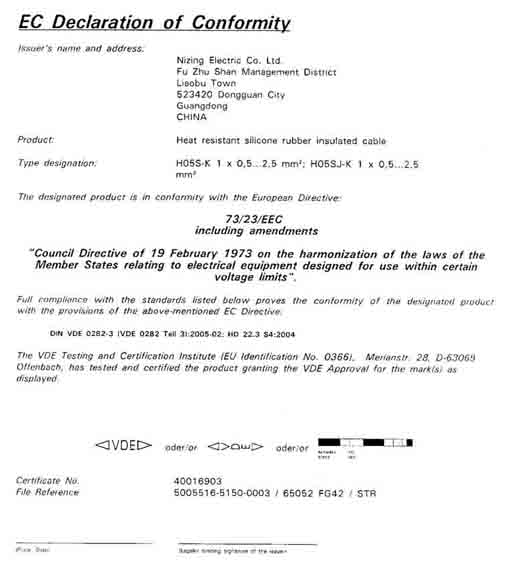 EC Declaration of Conformity
Issuer's name and address:
Nizing Electric Co. Ltd.
Fu Zhu Shan Management District
Liaobu Town
523420 Dongguan City
Guangdong
CHINA
Product: Heat resistant silicone rubber insulated cable
Type designation: H05S-K 1 x 0,5...2,5 mm²; H05SJ-K 1 x 0,5...2,5
mm²
The designated product is in conformity with the European Directive:
73/23/EEC
including amendments
"Council Directive of 19 February 1973 on the harmonization of the laws of the
Member States relating to electrical equipment designed for use within certain
voltage limits".
Full compliance with the standards listed below proves the conformity of the designated product
with the provisions of the above-mentioned EC Directive:
DIN VDE 0282-3 (VDE 0282 Teil 3):2005-02; HD 22.3 S4:2004
The VDE Testing and Certification Institute (EU Identification No. 0366), Merianstr. 28, D-63069
Offenbach, has tested and certified the product granting the VDE Approval for the mark(s) as
displayed.
◁VDE▷ oder/or oder/or
Certificate No. 40016903
File Reference 5005516-5150-0003 / 65052 FG42 / STR
(Place, Date)
(legally binding signature of the issuer)